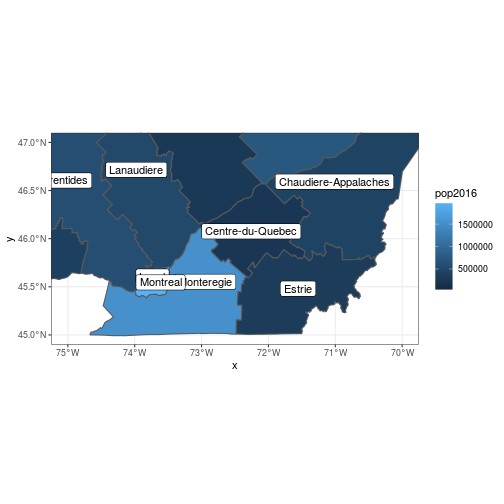 47.0°N
46.5°N
46.0°N
45.5°N
45.0°N
y
Lanaudiere
rentides
Chaudiere-Appalaches
Centre-du-Quebec
Montreal
onteregie
Estrie
75°W
74°W
73°W
72°W
71°W
70°W
x
pop2016
1500000
1000000
500000